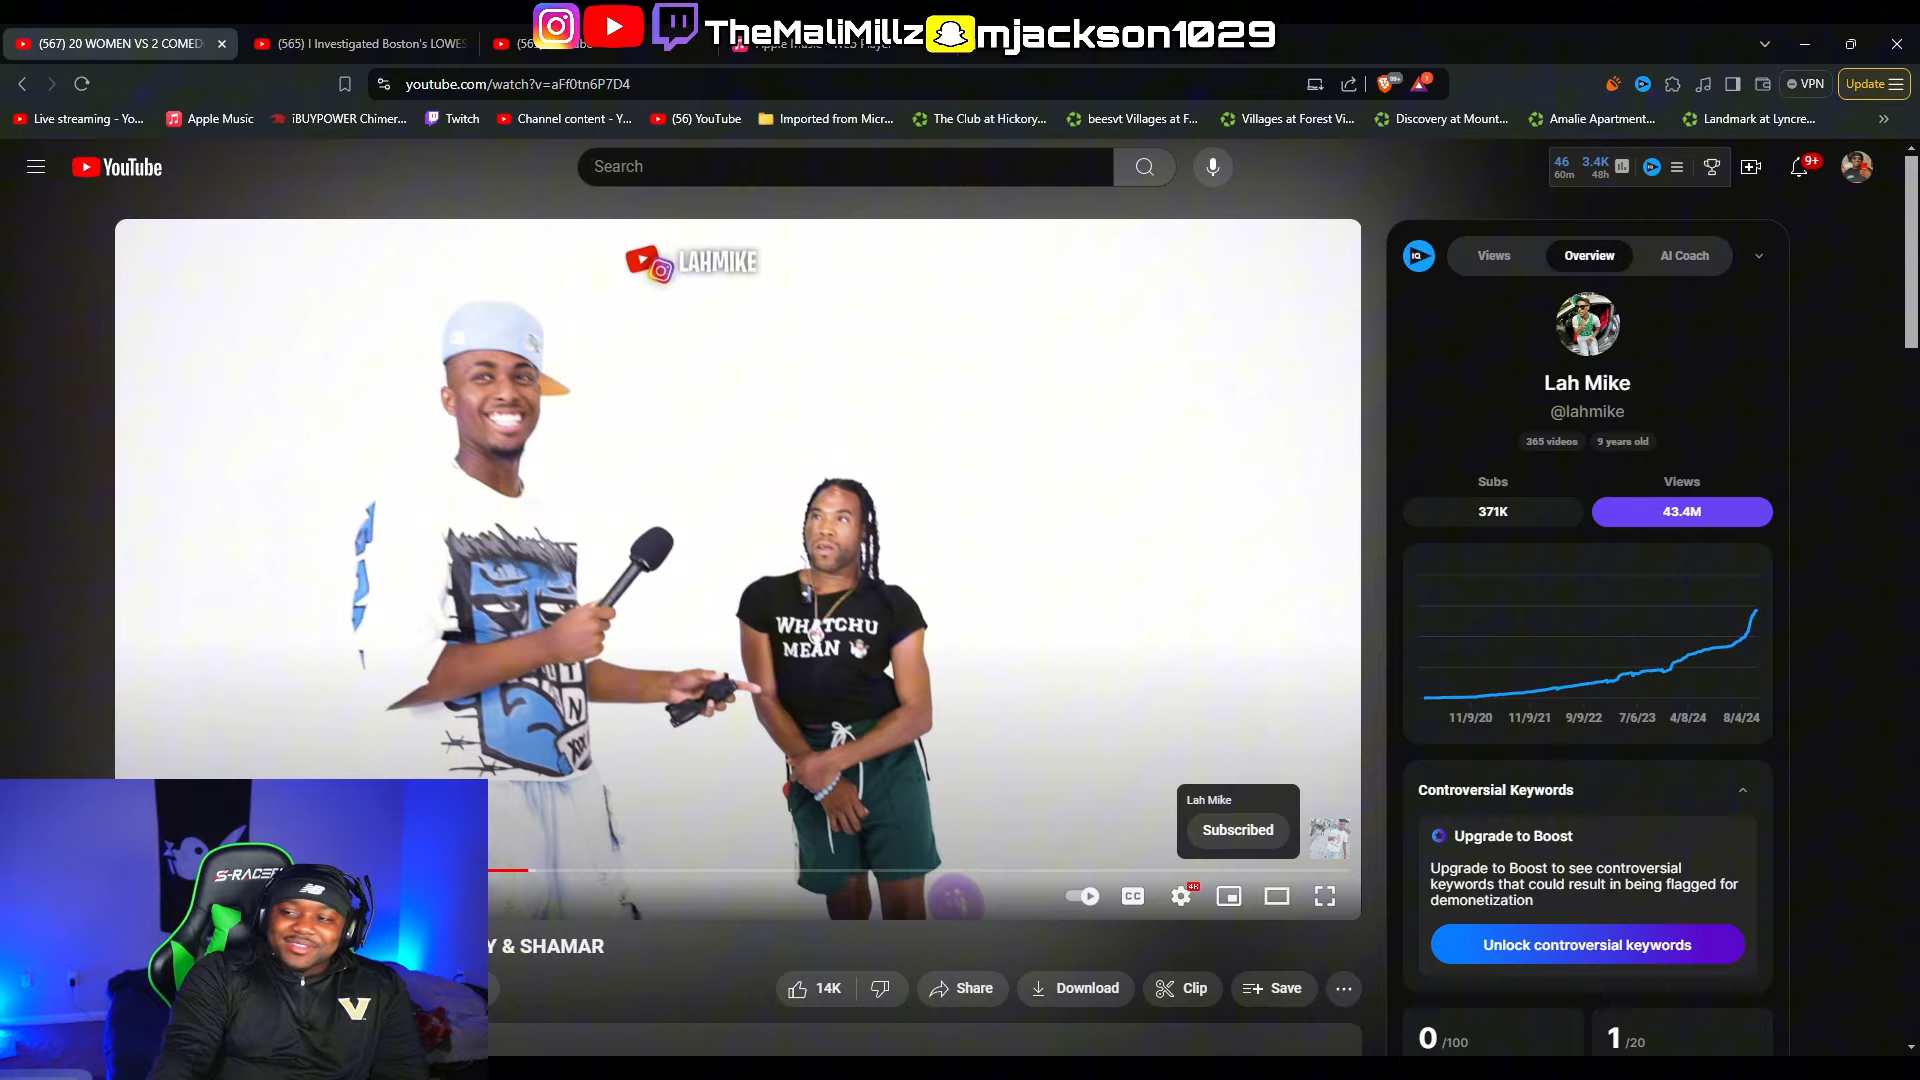 TheMaliMillz mjackson1029
(567) 20 WOMEN VS 2 COMED
(565) I Investigated Boston's LOWES
youtube.com/watch?v=aFf0tn6P7D4
VPN
Update
Live streaming - Yo...
Apple Music
iBUYPOWER Chimer...
Twitch
Channel content - Y...
(56) YouTube
Imported from Micr...
The Club at Hickory...
beesvt Villages at F...
Villages at Forest Vi...
Discovery at Mount...
Amalie Apartment...
Landmark at Lyncre...
YouTube
Search
46 3.4K
60m 48h
9+
LAHMIKE
WHATCHU
MEAN
Lah Mike
Subscribed
CC
4K
S-RACER
Y & SHAMAR
14K
Share
Download
Clip
Save
Views
Overview
AI Coach
Lah Mike
@lahmike
365 videos 9 years old
Subs Views
371K 43.4M
11/9/20 11/9/21 9/9/22 7/6/23 4/8/24 8/4/24
Controversial Keywords
Upgrade to Boost
Upgrade to Boost to see controversial
keywords that could result in being flagged for
demonetization
Unlock controversial keywords
0 /100
1 /20